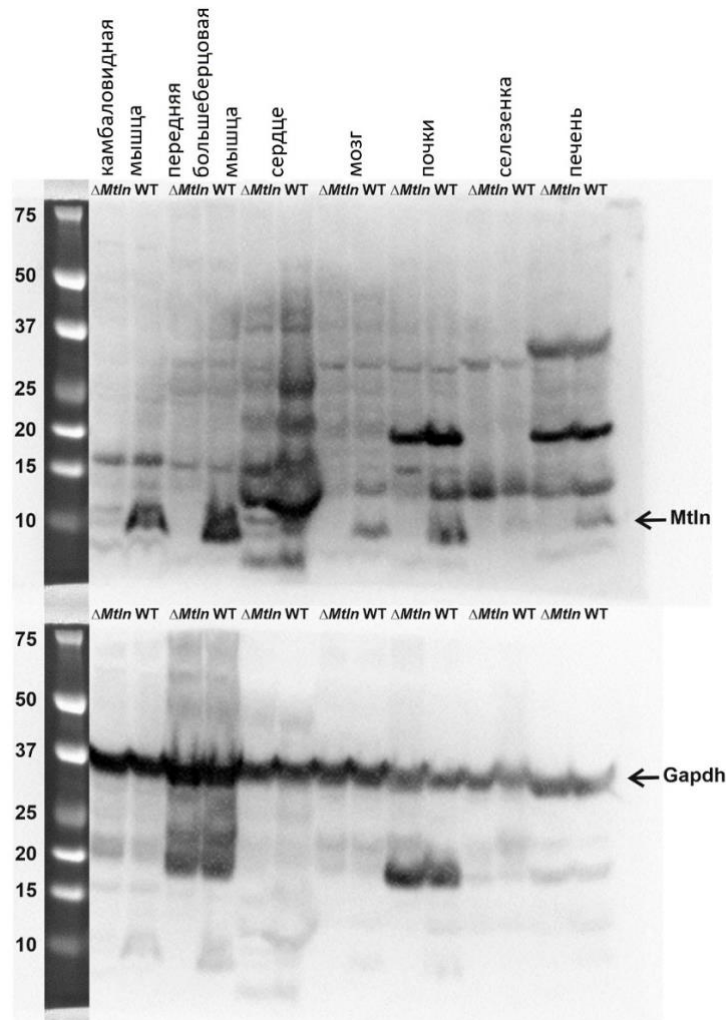 камбаловидная
мышца
передняя
большеберцовая
мышца
сердце
мозг
почки
селезенка
печень
ΔMtln WT ΔMtln WT ΔMtln WT ΔMtln WT ΔMtln WT ΔMtln WT ΔMtln WT
75
50
37
25
20
15
10
← Mtln
ΔMtln WT ΔMtln WT ΔMtln WT ΔMtln WT ΔMtln WT ΔMtln WT ΔMtln WT
75
50
37
25
20
15
10
← Gapdh